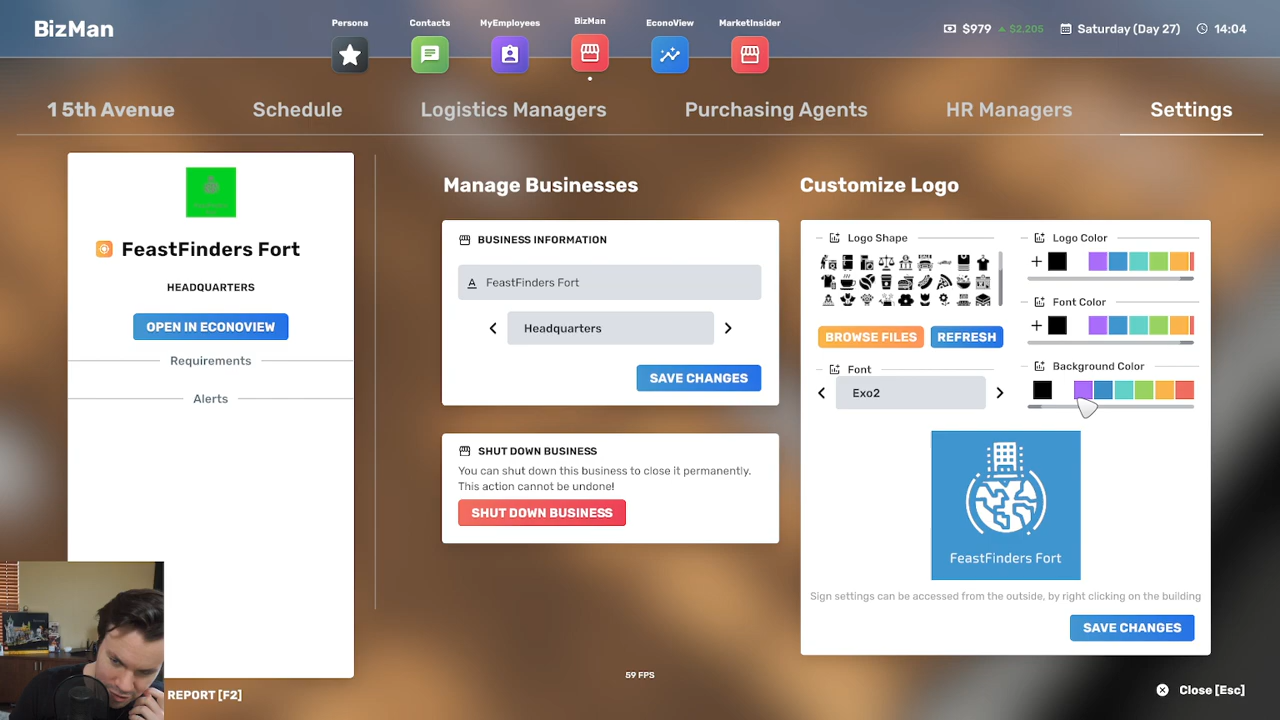 BizMan
Persona
Contacts
MyEmployees
BizMan
EconoView
MarketInsider
$979 $2,205
Saturday (Day 27)
14:04
1 5th Avenue
Schedule
Logistics Managers
Purchasing Agents
HR Managers
Settings
FeastFinders Fort
HEADQUARTERS
OPEN IN ECONOVIEW
Requirements
Alerts
Manage Businesses
BUSINESS INFORMATION
FeastFinders Fort
Headquarters
SAVE CHANGES
SHUT DOWN BUSINESS
You can shut down this business to close it permanently.
This action cannot be undone!
SHUT DOWN BUSINESS
Customize Logo
Logo Shape
BROWSE FILES
REFRESH
Font
Exo2
Logo Color
Font Color
Background Color
FeastFinders Fort
Sign settings can be accessed from the outside, by right clicking on the building
SAVE CHANGES
59 FPS
REPORT [F2]
Close [Esc]